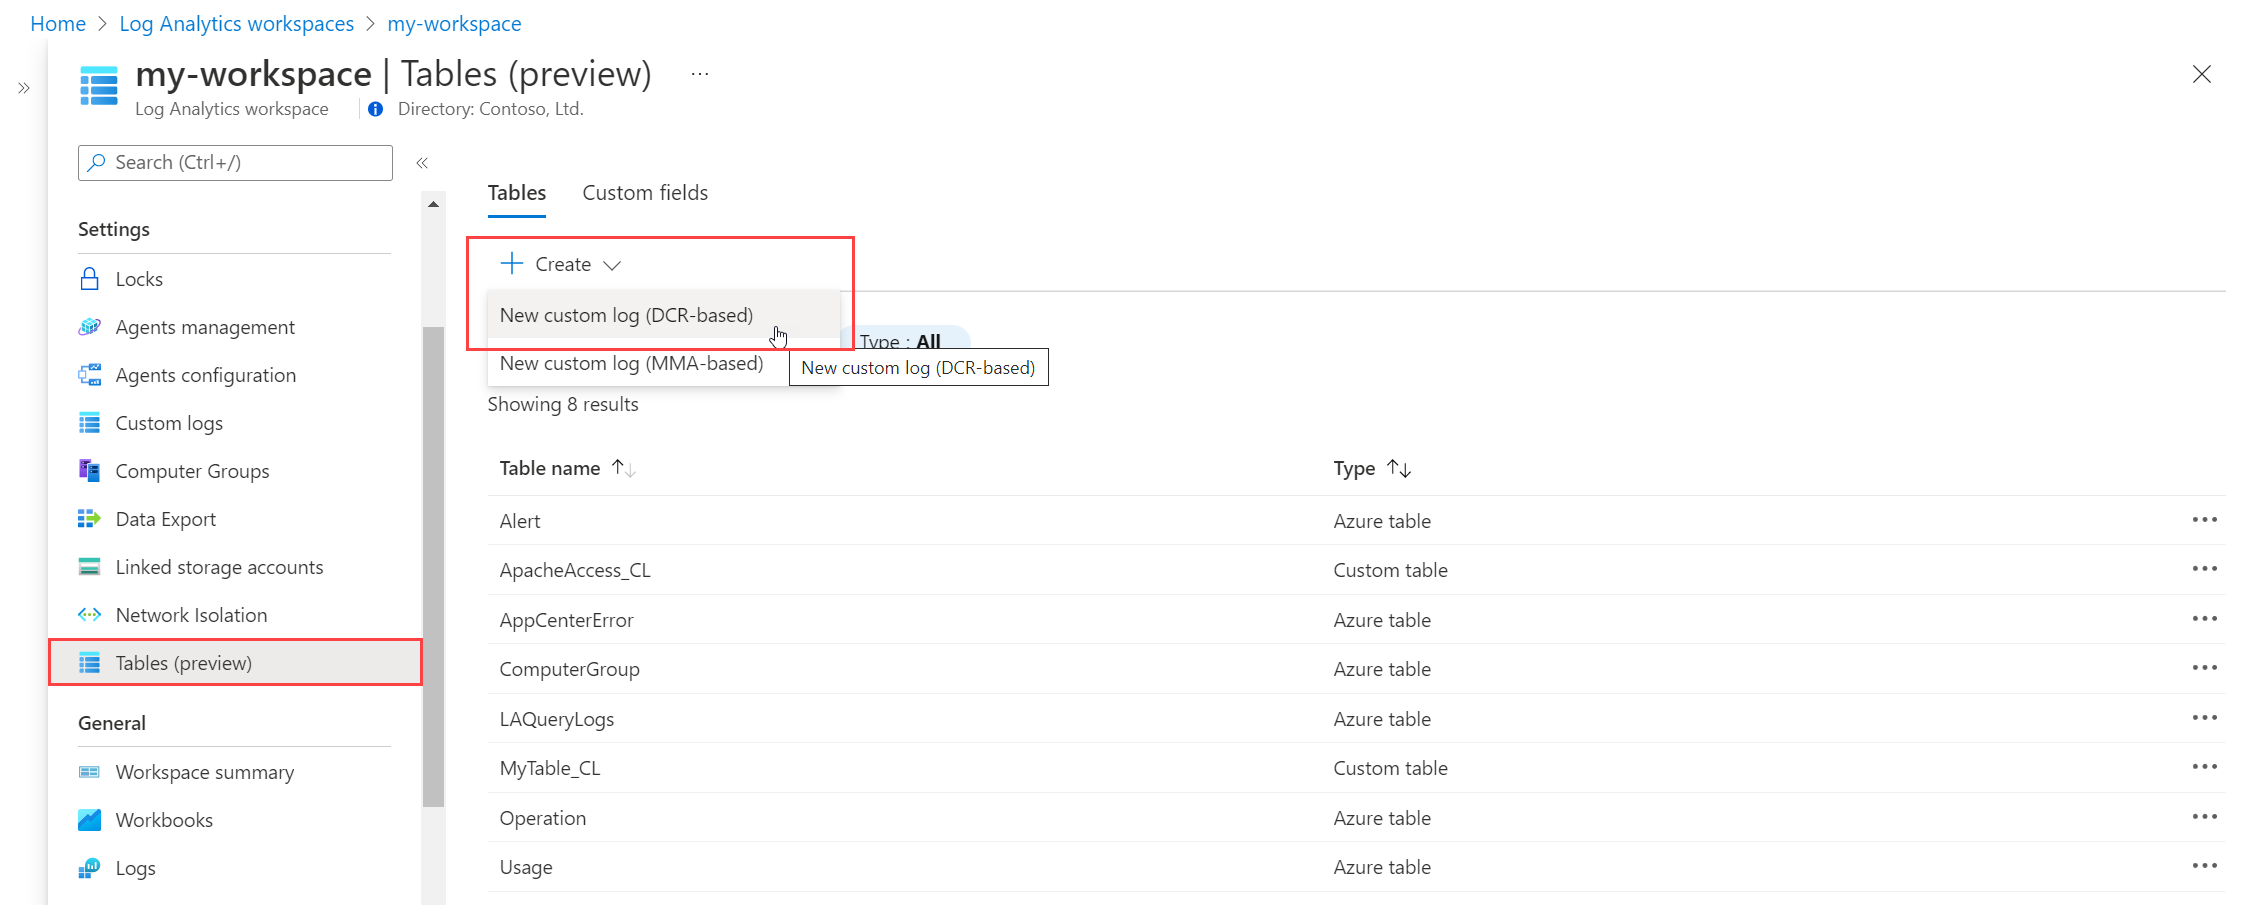 Home > Log Analytics workspaces > my-workspace
my-workspace | Tables (preview) ...
Log Analytics workspace
Directory: Contoso, Ltd.
Search (Ctrl+/)
Settings
Locks
Agents management
Agents configuration
Custom logs
Computer Groups
Data Export
Linked storage accounts
Network Isolation
Tables (preview)
General
Workspace summary
Workbooks
Logs
Tables Custom fields
Create
New custom log (DCR-based)
Type : All
New custom log (MMA-based)
New custom log (DCR-based)
Showing 8 results
Table name Type
Alert Azure table
ApacheAccess_CL Custom table
AppCenterError Azure table
ComputerGroup Azure table
LAQueryLogs Azure table
MyTable_CL Custom table
Operation Azure table
Usage Azure table